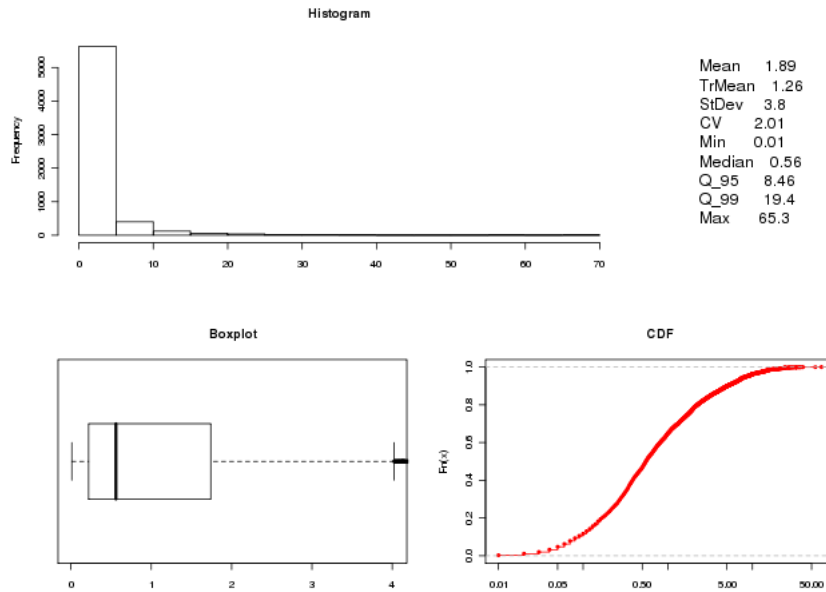 Histogram
Frequency
5000
4000
3000
2000
1000
0
0 10 20 30 40 50 60 70
Mean 1.89
TrMean 1.26
StDev 3.8
CV 2.01
Min 0.01
Median 0.56
Q_95 8.46
Q_99 19.4
Max 65.3
Boxplot
0 1 2 3 4
CDF
Fn(x)
1.0
0.8
0.6
0.4
0.2
0.0
0.01 0.05 0.50 5.00 50.00